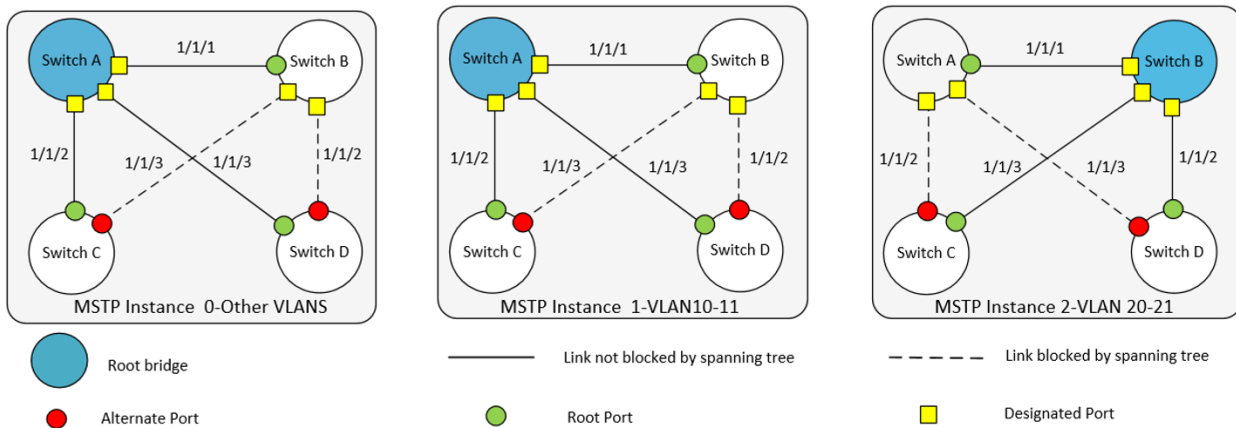 Switch A
1/1/1
Switch B
1/1/2
1/1/3
1/1/3
1/1/2
Switch C
Switch D
MSTP Instance 0-Other VLANS
Switch A
1/1/1
Switch B
1/1/2
1/1/3
1/1/3
1/1/2
Switch C
Switch D
MSTP Instance 1-VLAN10-11
Switch A
1/1/1
Switch B
1/1/2
1/1/3
1/1/3
1/1/2
Switch C
Switch D
MSTP Instance 2-VLAN 20-21
Root bridge
Link not blocked by spanning tree
Link blocked by spanning tree
Alternate Port
Root Port
Designated Port